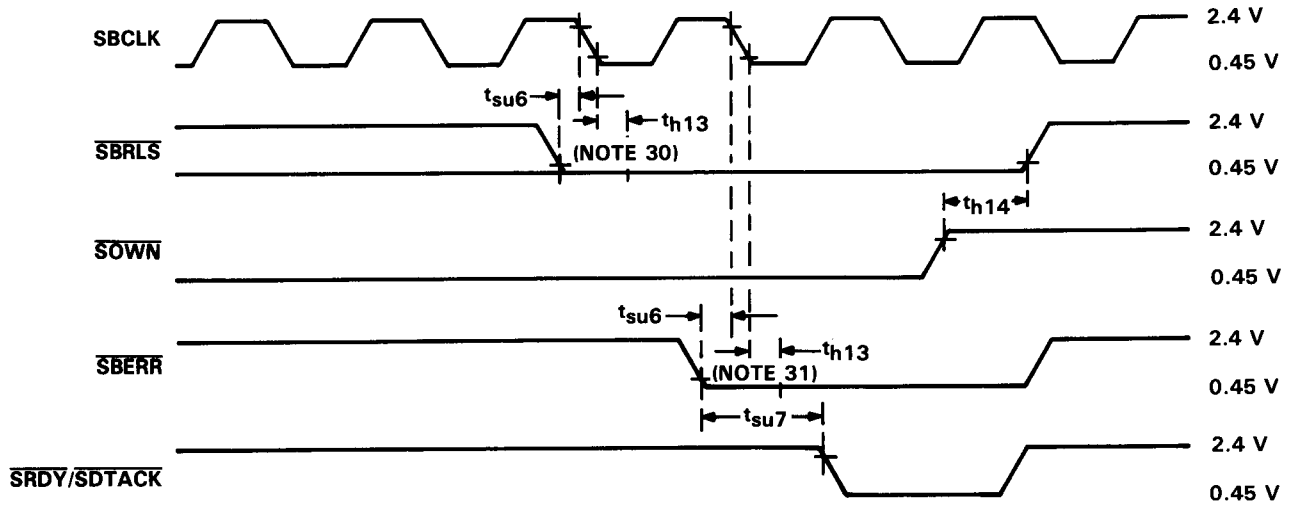 SBCLK
2.4 V
0.45 V
tsu6
th13
SBRLS
(NOTE 30)
2.4 V
0.45 V
th14
SOWN
2.4 V
0.45 V
tsu6
th13
SBERR
(NOTE 31)
2.4 V
0.45 V
tsu7
SRDY/SDTACK
2.4 V
0.45 V